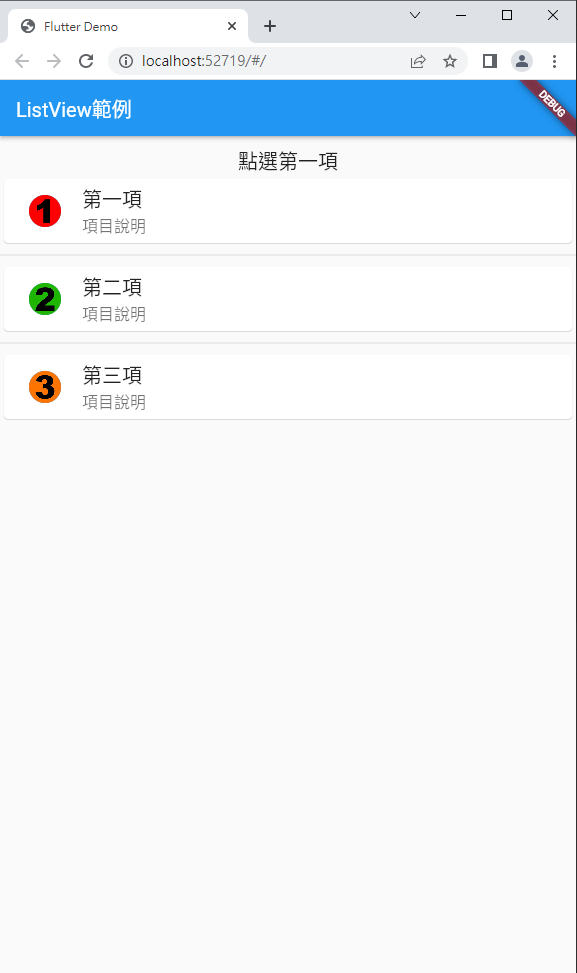 Flutter Demo
localhost:52719/#/
ListView範例
DEBUG
點選第一項
1
第一項
項目說明
2
第二項
項目說明
3
第三項
項目說明